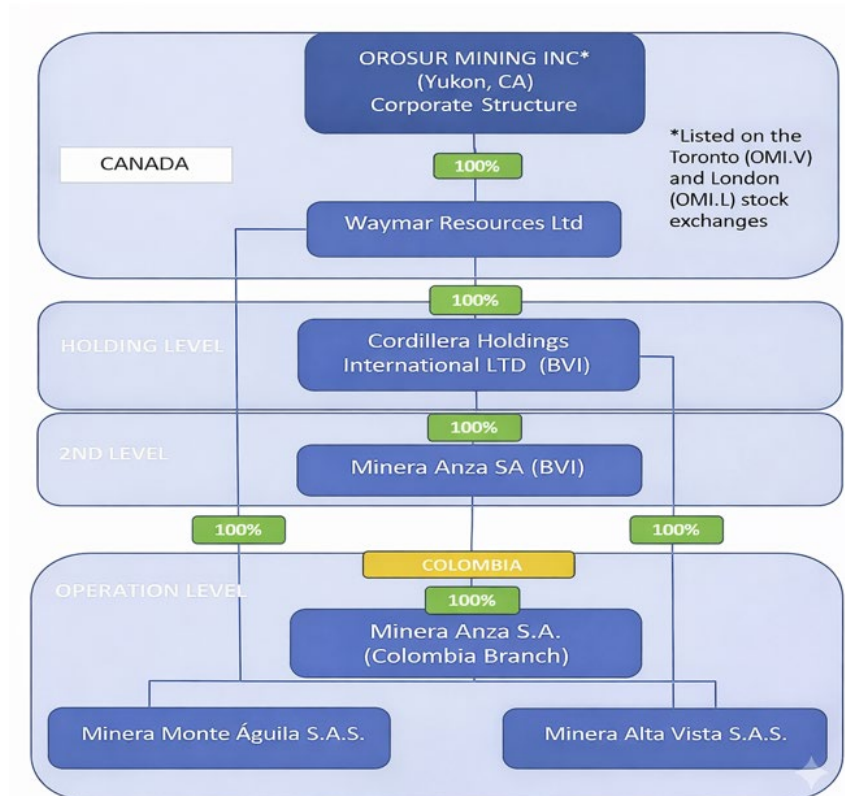 OROSUR MINING INC*
(Yukon, CA)
Corporate Structure
CANADA
100%
*Listed on the
Toronto (OMI.V)
and London
(OMI.L) stock
exchanges
Waymar Resources Ltd
100%
HOLDING LEVEL
Cordillera Holdings
International LTD (BVI)
100%
2ND LEVEL
Minera Anza SA (BVI)
100%
100%
COLOMBIA
OPERATION LEVEL
100%
Minera Anza S.A.
(Colombia Branch)
Minera Monte Águila S.A.S.
Minera Alta Vista S.A.S.